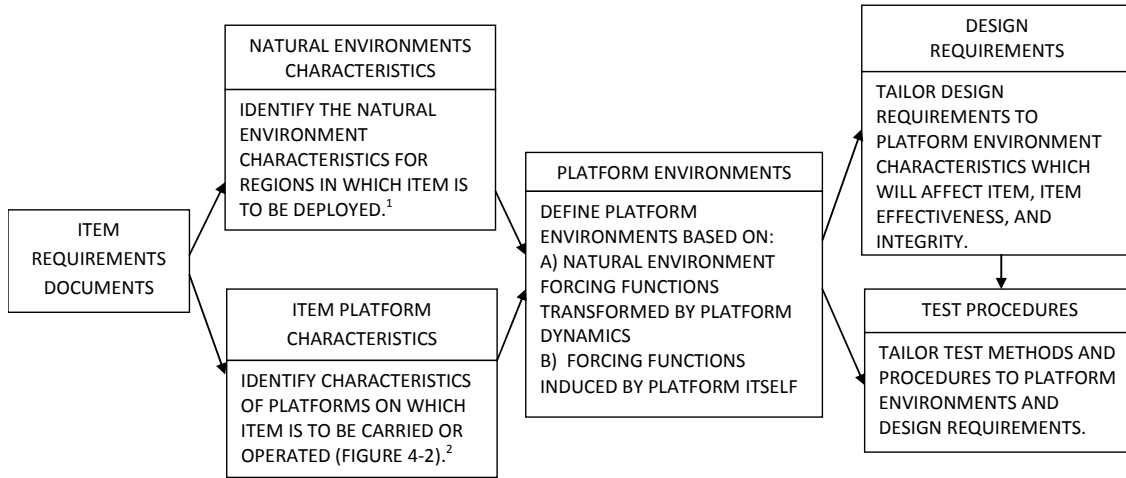 ITEM
REQUIREMENTS
DOCUMENTS
NATURAL ENVIRONMENTS
CHARACTERISTICS
IDENTIFY THE NATURAL
ENVIRONMENT
CHARACTERISTICS FOR
REGIONS IN WHICH ITEM IS
TO BE DEPLOYED.¹
ITEM PLATFORM
CHARACTERISTICS
IDENTIFY CHARACTERISTICS
OF PLATFORMS ON WHICH
ITEM IS TO BE CARRIED OR
OPERATED (FIGURE 4-2).²
PLATFORM ENVIRONMENTS
DEFINE PLATFORM
ENVIRONMENTS BASED ON:
A) NATURAL ENVIRONMENT
FORCING FUNCTIONS
TRANSFORMED BY PLATFORM
DYNAMICS
B) FORCING FUNCTIONS
INDUCED BY PLATFORM ITSELF
DESIGN
REQUIREMENTS
TAILOR DESIGN
REQUIREMENTS TO
PLATFORM ENVIRONMENT
CHARACTERISTICS WHICH
WILL AFFECT ITEM, ITEM
EFFECTIVENESS, AND
INTEGRITY.
TEST PROCEDURES
TAILOR TEST METHODS AND
PROCEDURES TO PLATFORM
ENVIRONMENTS AND
DESIGN REQUIREMENTS.